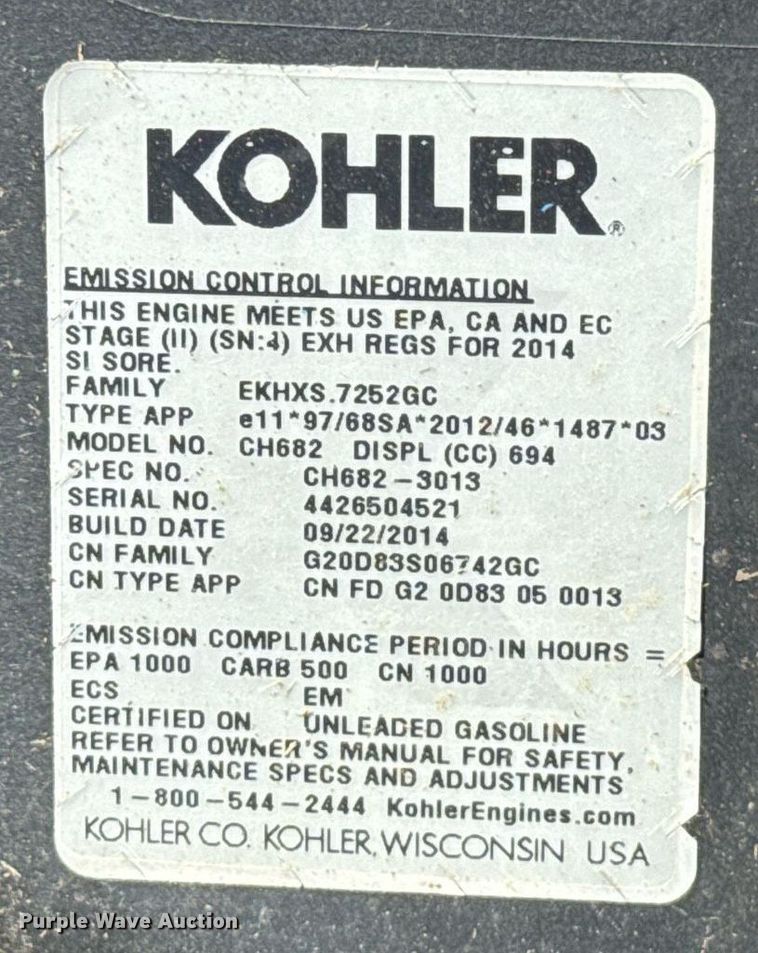 KOHLER®
EMISSION CONTROL INFORMATION
THIS ENGINE MEETS US EPA, CA AND EC
STAGE (II) (SN:4) EXH REGS FOR 2014
SI SORE.
FAMILY EKHXS.7252GC
TYPE APP e11*97/68SA*2012/46*1487*03
MODEL NO. CH682 DISPL (CC) 694
SPEC NO. CH682-3013
SERIAL NO. 4426504521
BUILD DATE 09/22/2014
CN FAMILY G20D83S06742GC
CN TYPE APP CN FD G2 0D83 05 0013
EMISSION COMPLIANCE PERIOD IN HOURS =
EPA 1000 CARB 500 CN 1000
ECS EM
CERTIFIED ON UNLEADED GASOLINE
REFER TO OWNER'S MANUAL FOR SAFETY,
MAINTENANCE SPECS AND ADJUSTMENTS
1-800-544-2444 KohlerEngines.com
KOHLER CO. KOHLER, WISCONSIN USA
Purple Wave Auction